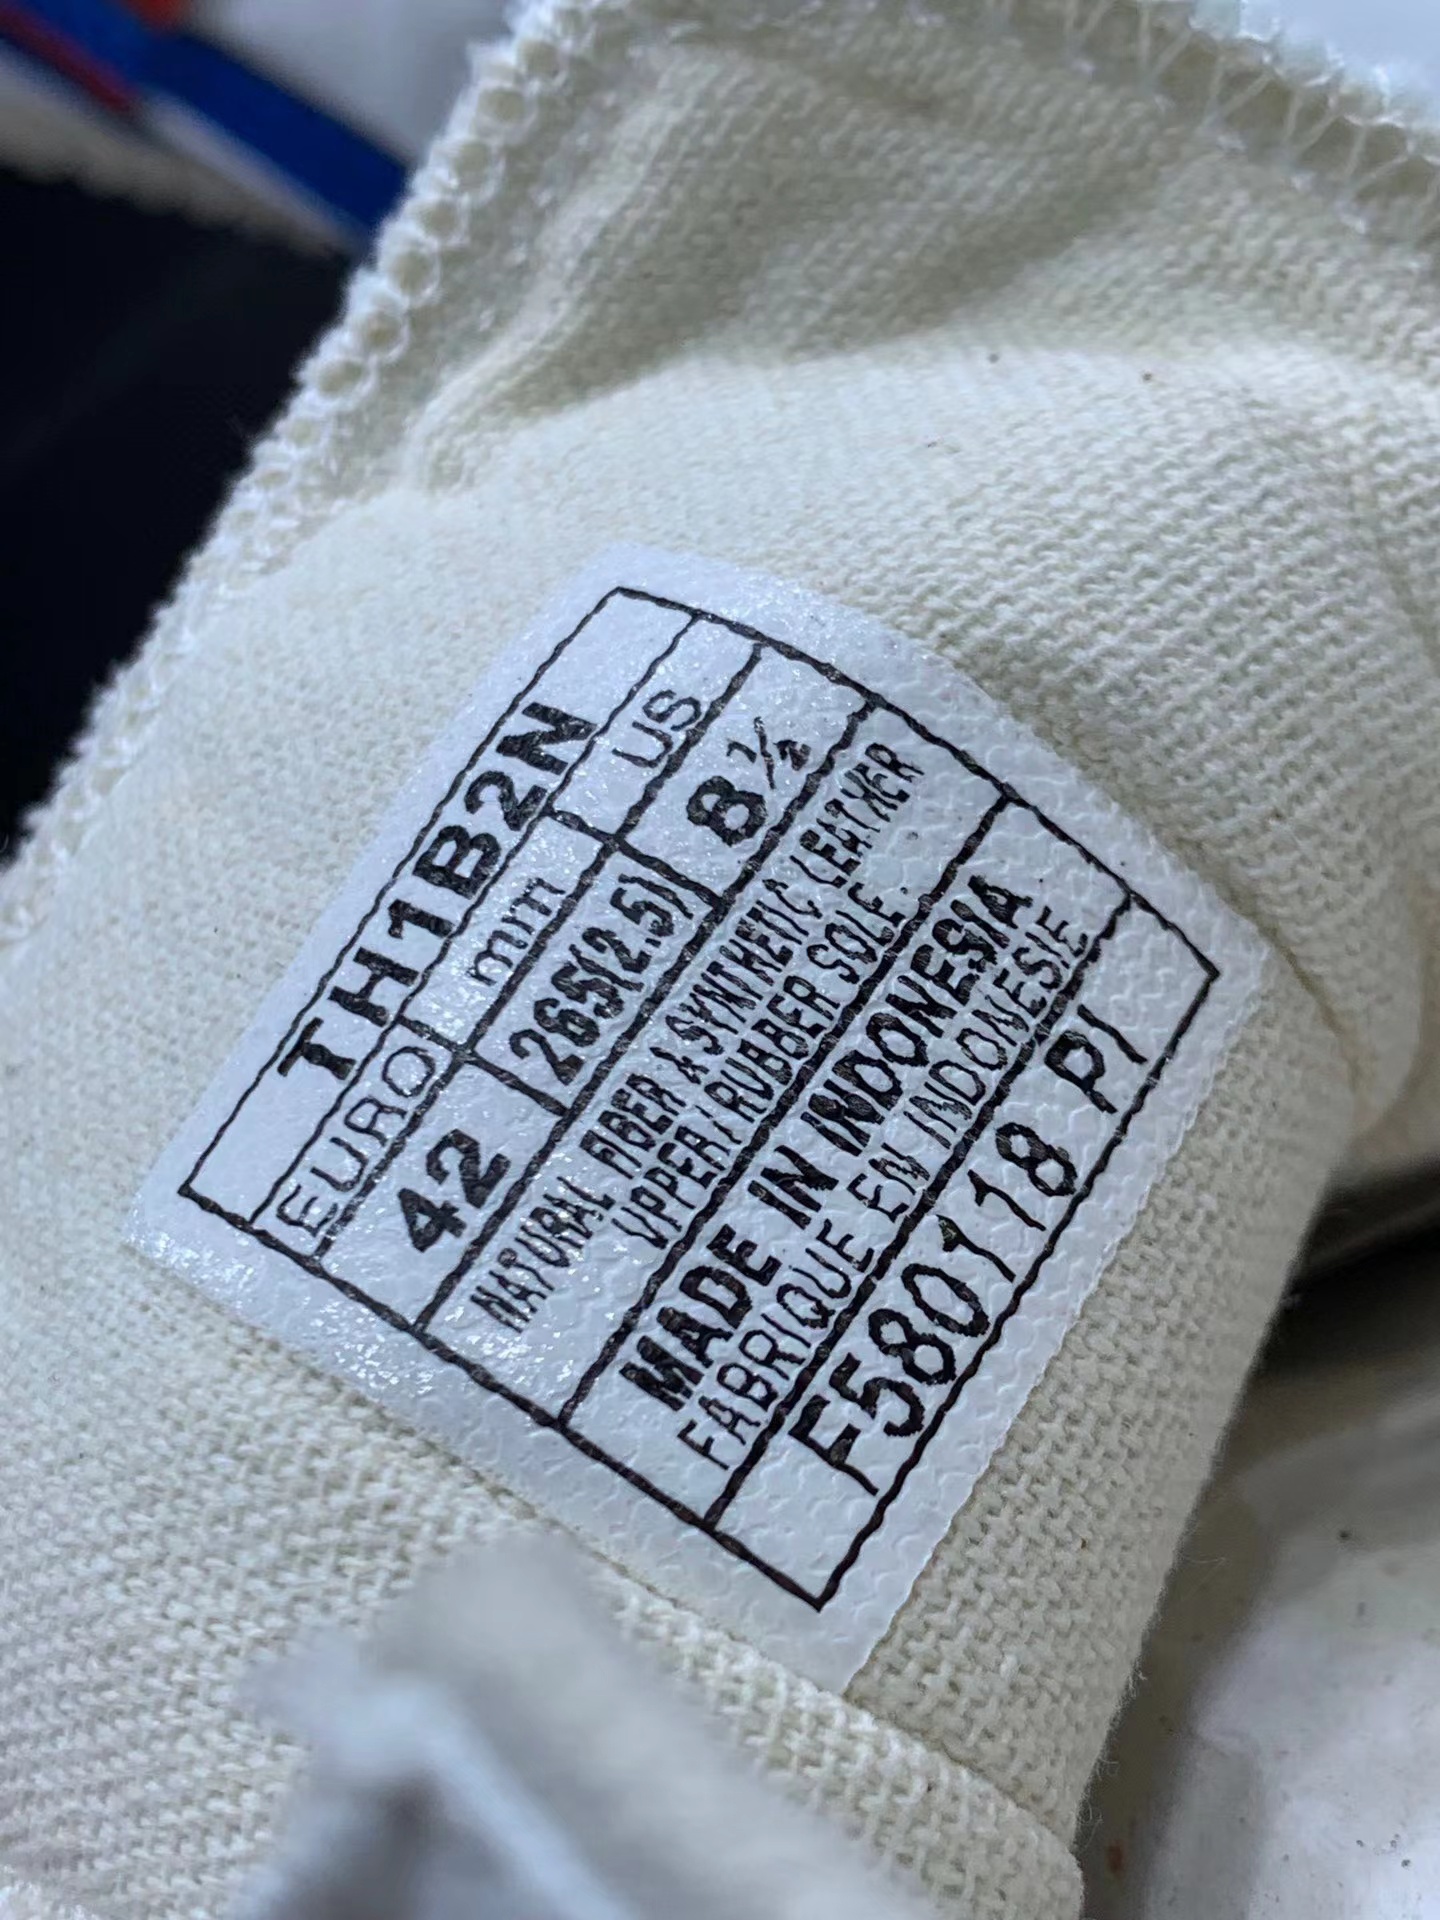 TH1B2N
EURO mm US
42 265(2.5) 8½
NATURAL FIBER & SYNTHETIC LEATHER
UPPER / RUBBER SOLE.
MADE IN INDONESIA
FABRIQUE EN INDONESIE
F580118 PI